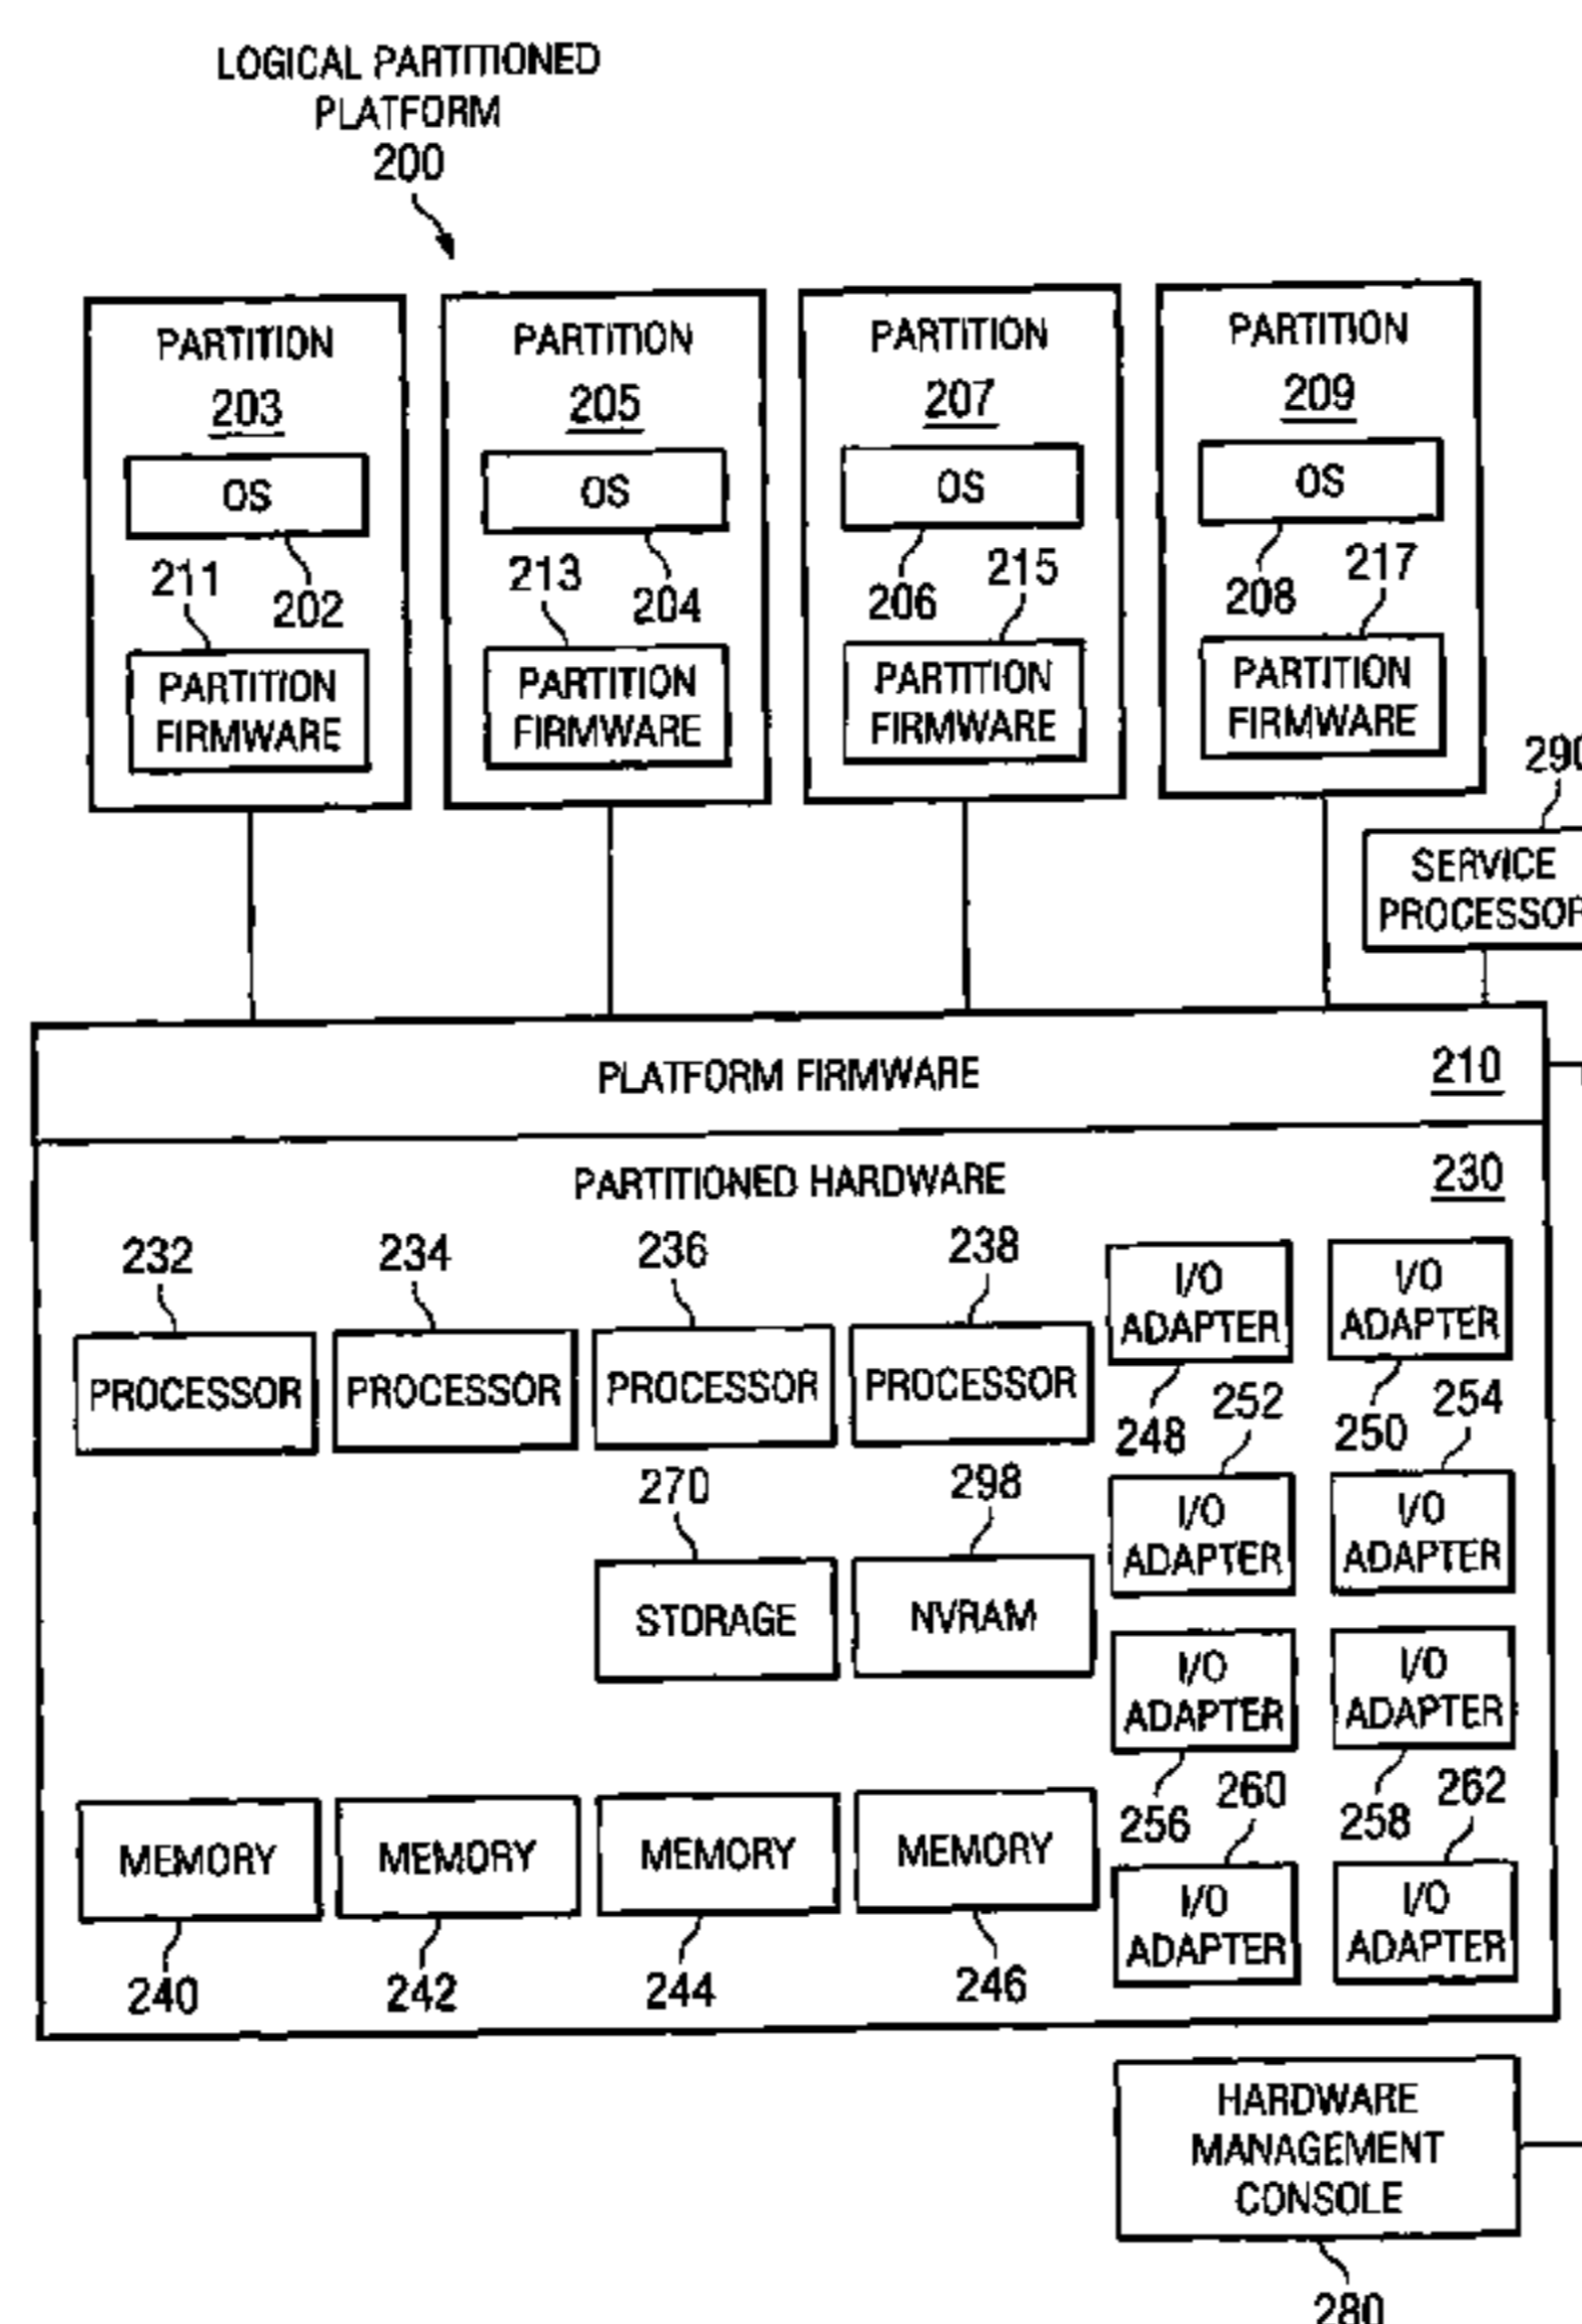 LOGICAL PARTITIONED
PLATFORM
200
PARTITION
203
OS
211
202
PARTITION
FIRMWARE
PARTITION
205
OS
213
204
PARTITION
FIRMWARE
PARTITION
207
OS
206
215
PARTITION
FIRMWARE
PARTITION
209
OS
208
217
PARTITION
FIRMWARE
290
SERVICE
PROCESSOR
PLATFORM FIRMWARE
210
PARTITIONED HARDWARE
230
232
234
236
238
PROCESSOR
PROCESSOR
PROCESSOR
PROCESSOR
270
298
STORAGE
NVRAM
MEMORY
MEMORY
MEMORY
MEMORY
240
242
244
246
I/O
ADAPTER
I/O
ADAPTER
248
252
250
254
I/O
ADAPTER
I/O
ADAPTER
I/O
ADAPTER
I/O
ADAPTER
256
260
258
262
I/O
ADAPTER
I/O
ADAPTER
HARDWARE
MANAGEMENT
CONSOLE
280